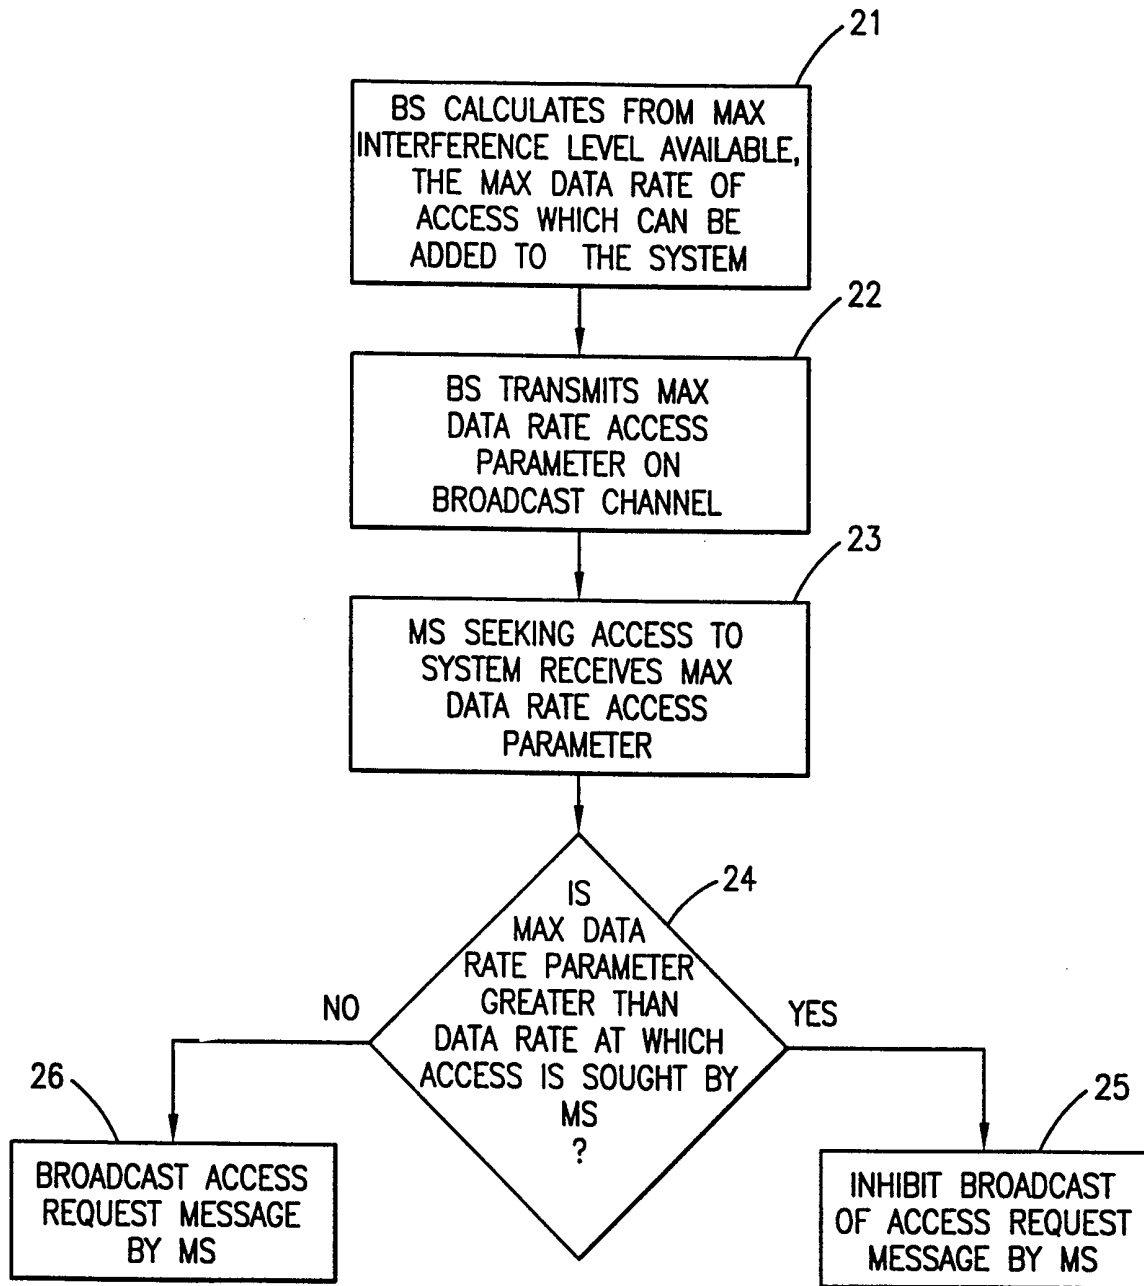 21
BS CALCULATES FROM MAX
INTERFERENCE LEVEL AVAILABLE,
THE MAX DATA RATE OF
ACCESS WHICH CAN BE
ADDED TO THE SYSTEM
22
BS TRANSMITS MAX
DATA RATE ACCESS
PARAMETER ON
BROADCAST CHANNEL
23
MS SEEKING ACCESS TO
SYSTEM RECEIVES MAX
DATA RATE ACCESS
PARAMETER
24
IS
MAX DATA
RATE PARAMETER
GREATER THAN
DATA RATE AT WHICH
ACCESS IS SOUGHT BY
MS
?
NO
YES
26
BROADCAST ACCESS
REQUEST MESSAGE
BY MS
25
INHIBIT BROADCAST
OF ACCESS REQUEST
MESSAGE BY MS